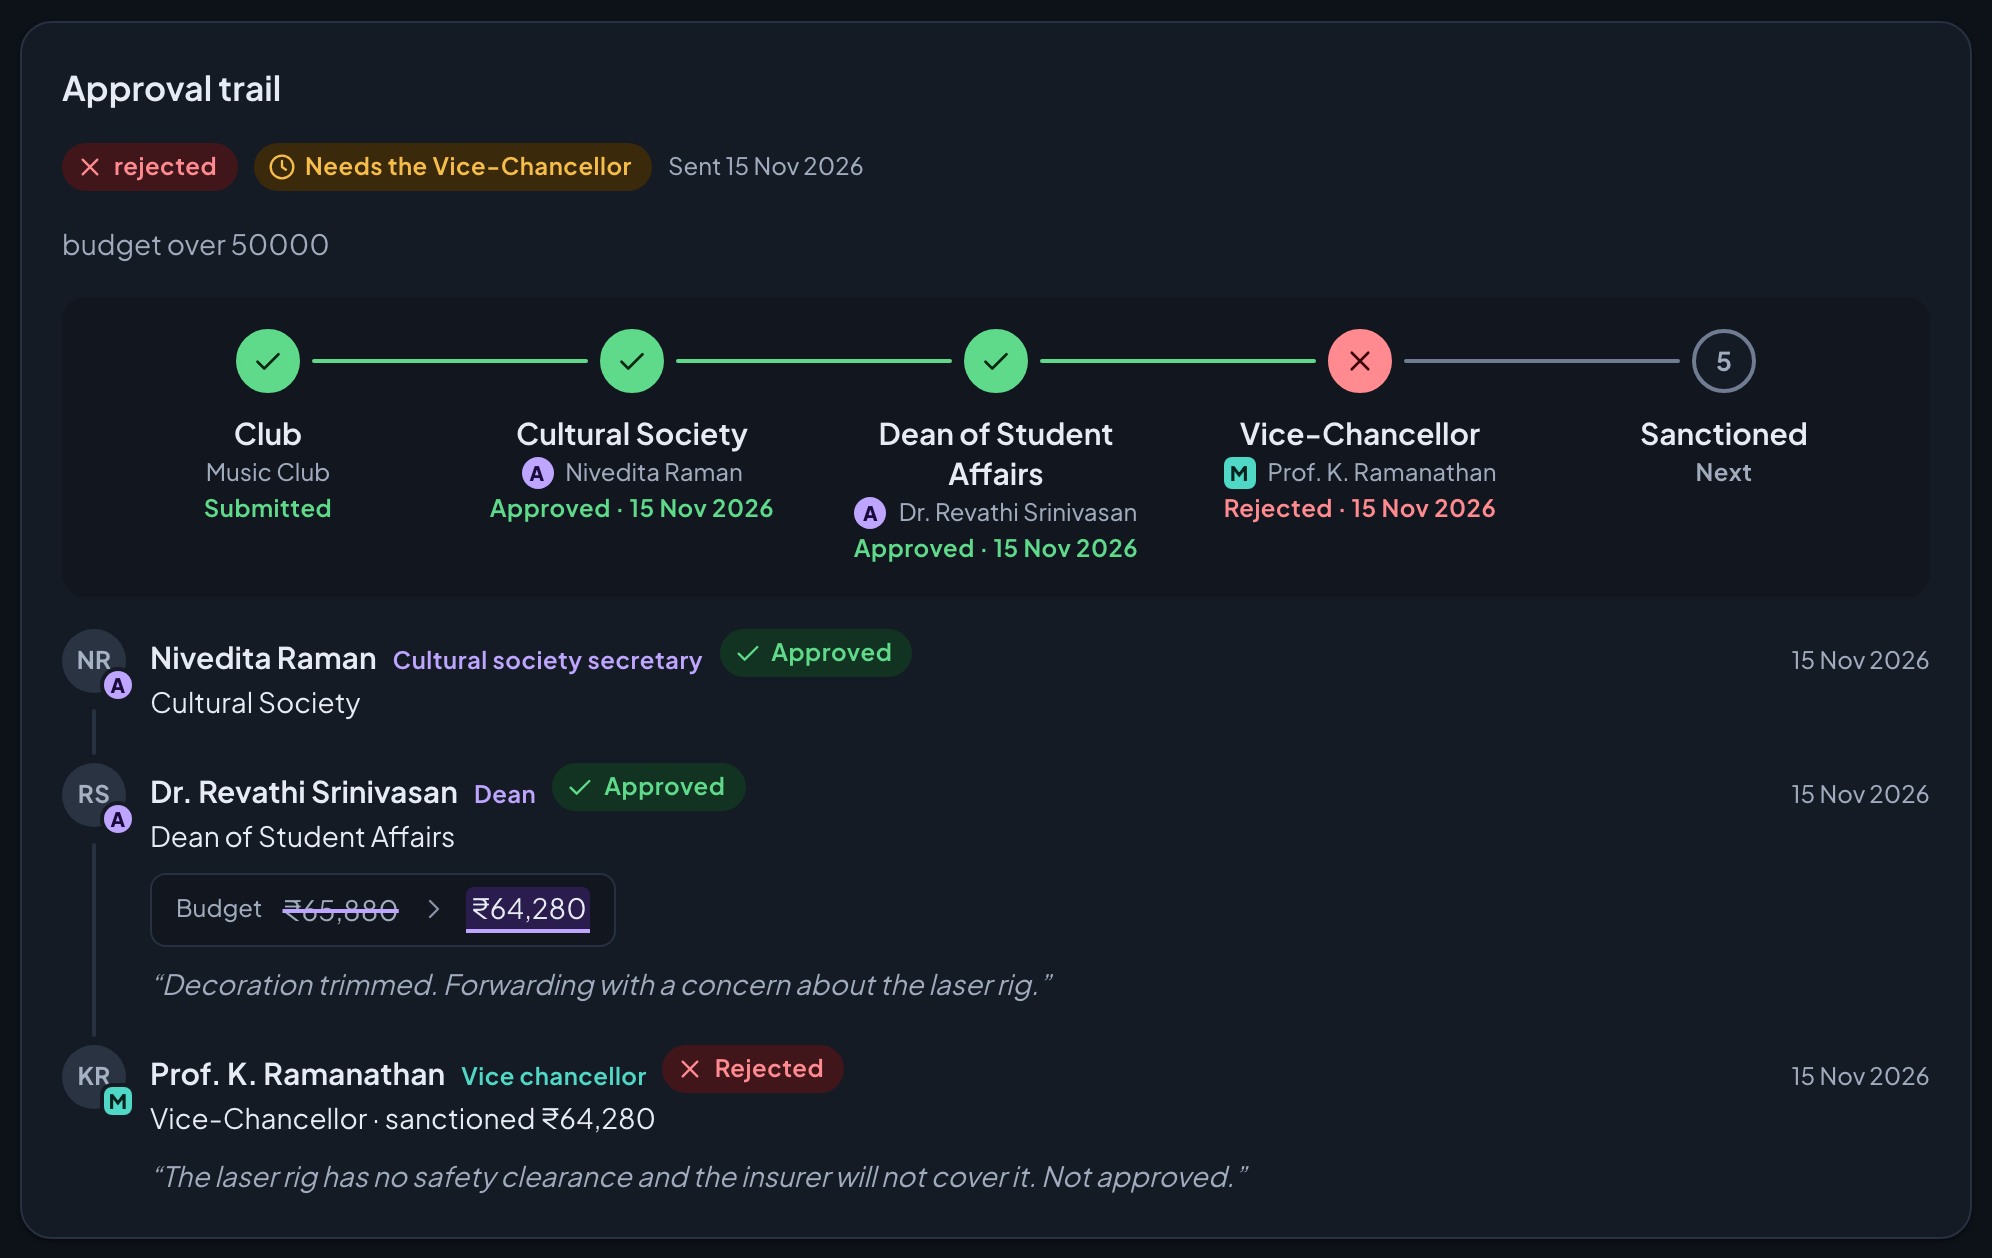 Approval trail
rejected
Needs the Vice-Chancellor
Sent 15 Nov 2026
budget over 50000
5
Club
Music Club
Submitted
Cultural Society
A Nivedita Raman
Approved · 15 Nov 2026
Dean of Student
Affairs
A Dr. Revathi Srinivasan
Approved · 15 Nov 2026
Vice-Chancellor
M Prof. K. Ramanathan
Rejected · 15 Nov 2026
Sanctioned
Next
NR A
Nivedita Raman Cultural society secretary Approved 15 Nov 2026
Cultural Society
RS A
Dr. Revathi Srinivasan Dean Approved 15 Nov 2026
Dean of Student Affairs
Budget ₹65,880 > ₹64,280
“Decoration trimmed. Forwarding with a concern about the laser rig.”
KR M
Prof. K. Ramanathan Vice chancellor Rejected 15 Nov 2026
Vice-Chancellor · sanctioned ₹64,280
“The laser rig has no safety clearance and the insurer will not cover it. Not approved.”